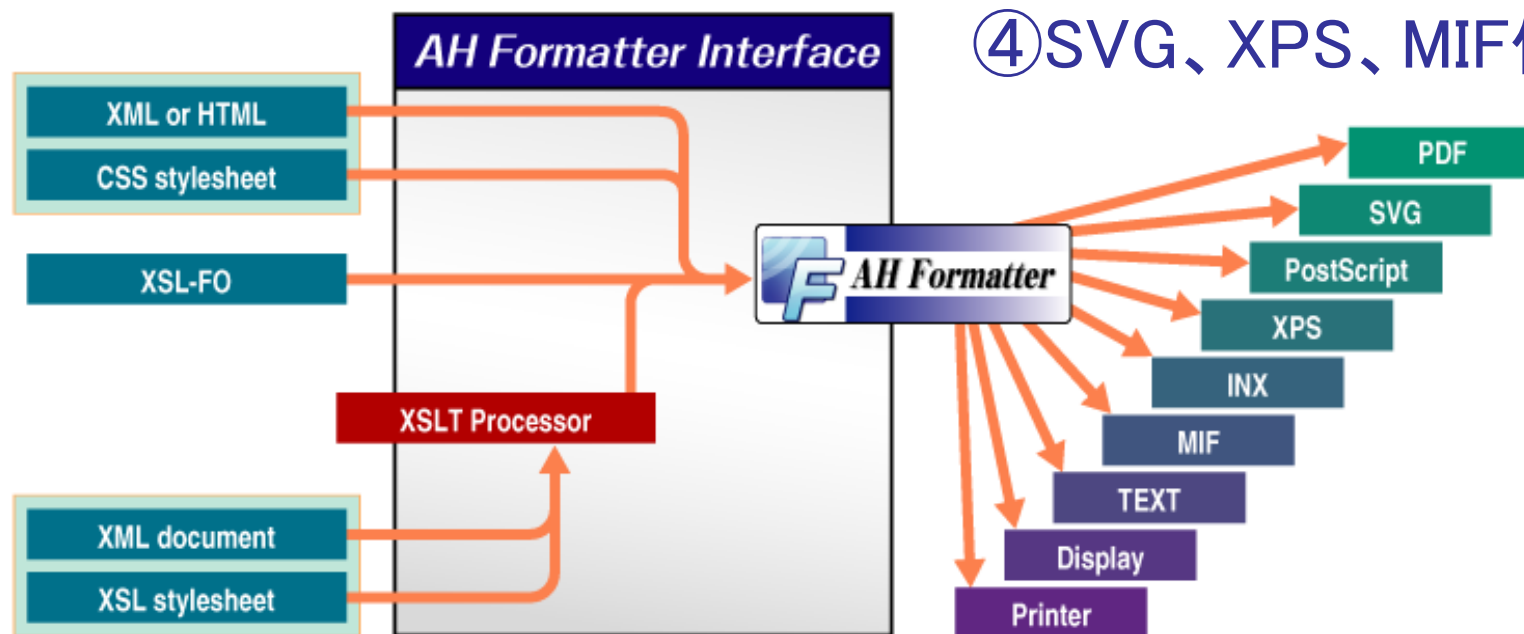 AH Formatter Interface
④SVG、XPS、MIF
XML or HTML
CSS stylesheet
XSL-FO
XSLT Processor
XML document
XSL stylesheet
AH Formatter
PDF
SVG
PostScript
XPS
INX
MIF
TEXT
Display
Printer